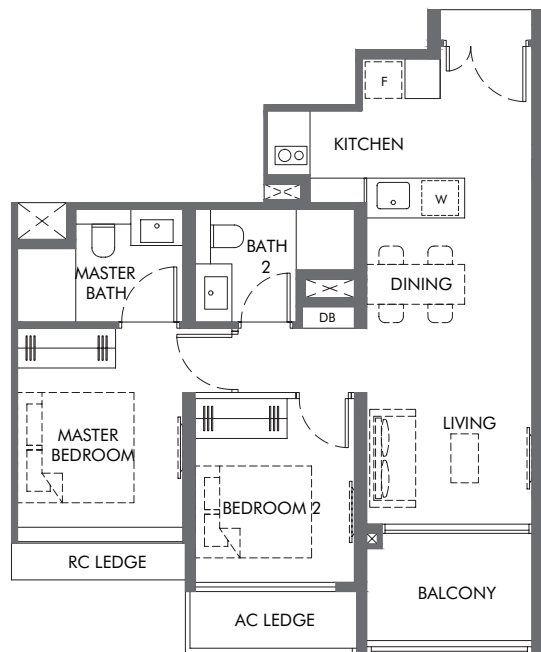 F
KITCHEN
W
BATH
2
MASTER
BATH
DINING
DB
LIVING
MASTER
BEDROOM
BEDROOM 2
RC LEDGE
BALCONY
AC LEDGE